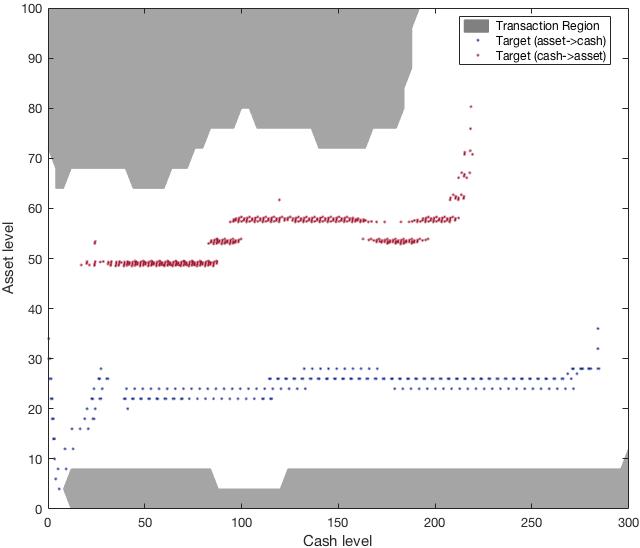 Transaction Region
Target (asset->cash)
Target (cash->asset)
100
90
80
70
60
50
40
30
20
10
0
Asset level
0 50 100 150 200 250 300
Cash level